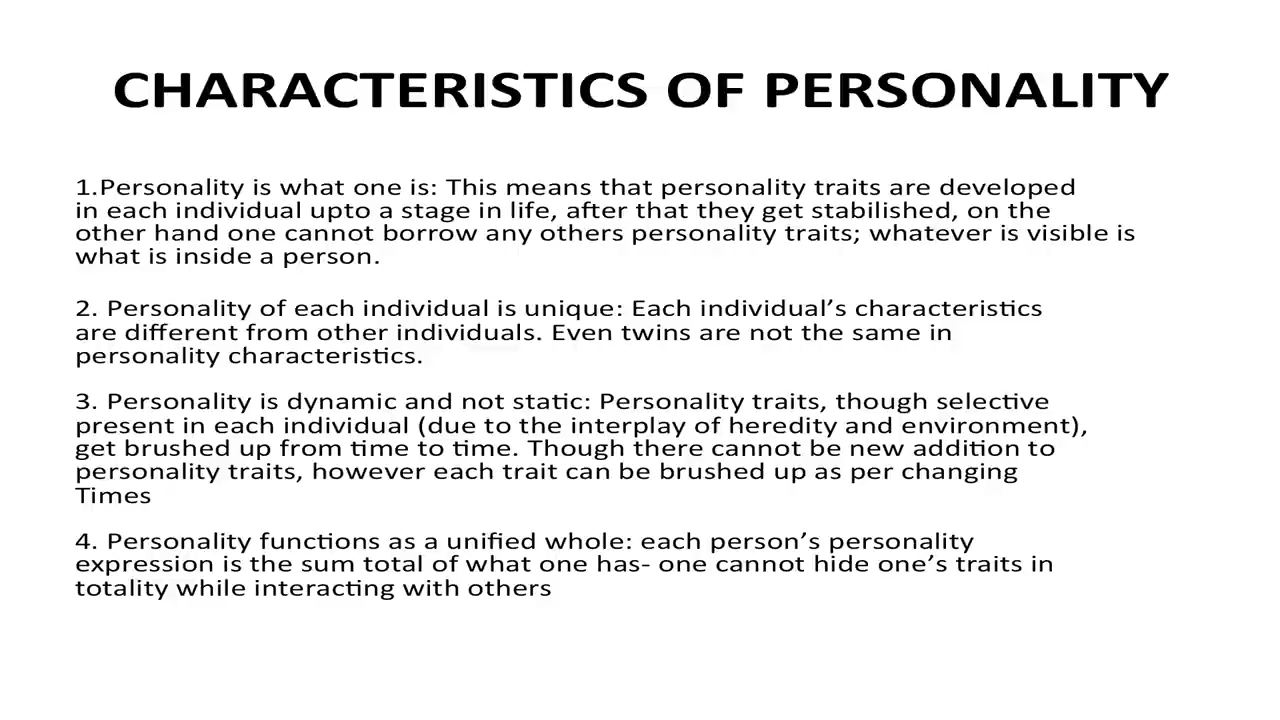 CHARACTERISTICS OF PERSONALITY
1.Personality is what one is: This means that personality traits are developed
in each individual upto a stage in life, after that they get stabilished, on the
other hand one cannot borrow any others personality traits; whatever is visible is
what is inside a person.
2. Personality of each individual is unique: Each individual’s characteristics
are different from other individuals. Even twins are not the same in
personality characteristics.
3. Personality is dynamic and not static: Personality traits, though selective
present in each individual (due to the interplay of heredity and environment),
get brushed up from time to time. Though there cannot be new addition to
personality traits, however each trait can be brushed up as per changing
Times
4. Personality functions as a unified whole: each person’s personality
expression is the sum total of what one has- one cannot hide one’s traits in
totality while interacting with others